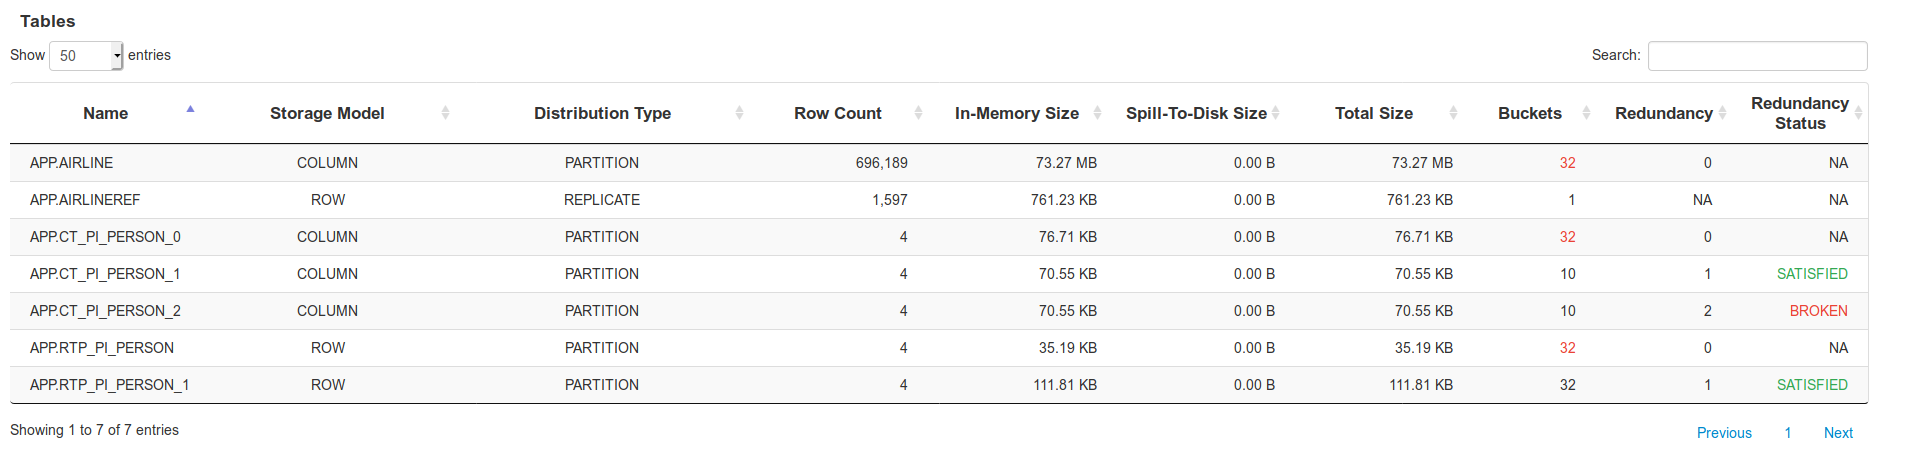 Tables
Show 50 entries Search:
Name Storage Model Distribution Type Row Count In-Memory Size Spill-To-Disk Size Total Size Buckets Redundancy Redundancy Status
APP.AIRLINE COLUMN PARTITION 696,189 73.27 MB 0.00 B 73.27 MB 32 0 NA
APP.AIRLINEREF ROW REPLICATE 1,597 761.23 KB 0.00 B 761.23 KB 1 NA NA
APP.CT_PI_PERSON_0 COLUMN PARTITION 4 76.71 KB 0.00 B 76.71 KB 32 0 NA
APP.CT_PI_PERSON_1 COLUMN PARTITION 4 70.55 KB 0.00 B 70.55 KB 10 1 SATISFIED
APP.CT_PI_PERSON_2 COLUMN PARTITION 4 70.55 KB 0.00 B 70.55 KB 10 2 BROKEN
APP.RTP_PI_PERSON ROW PARTITION 4 35.19 KB 0.00 B 35.19 KB 32 0 NA
APP.RTP_PI_PERSON_1 ROW PARTITION 4 111.81 KB 0.00 B 111.81 KB 32 1 SATISFIED
Showing 1 to 7 of 7 entries Previous 1 Next